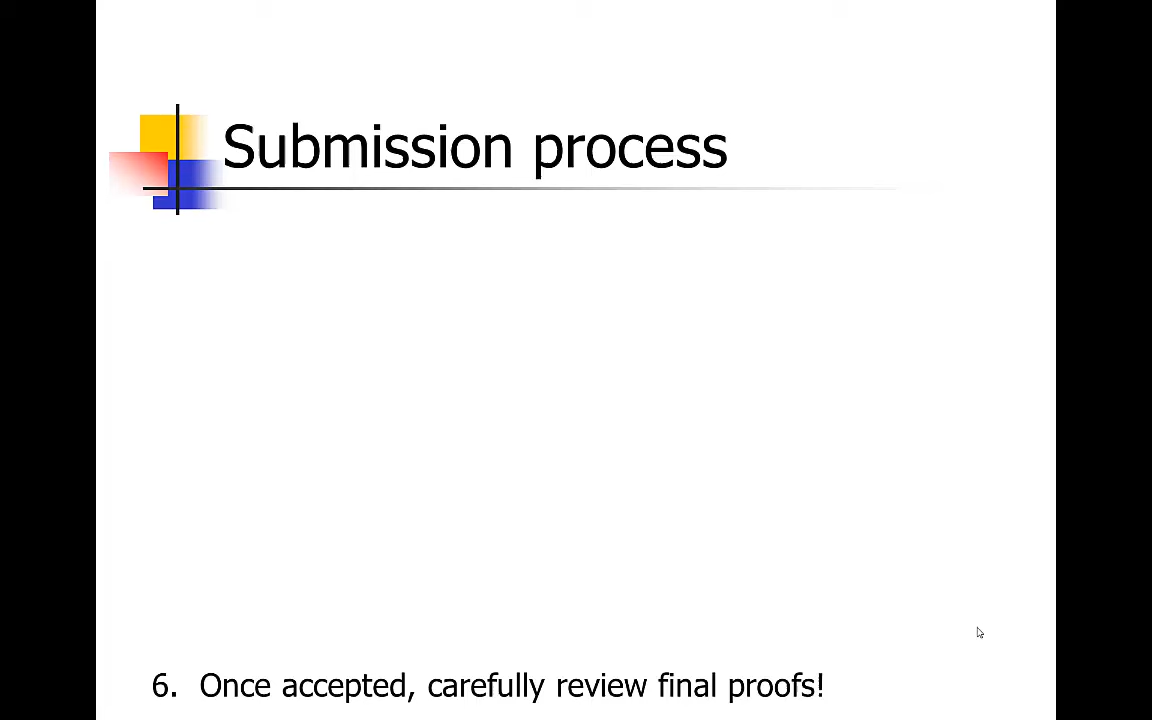 Submission process
6. Once accepted, carefully review final proofs!